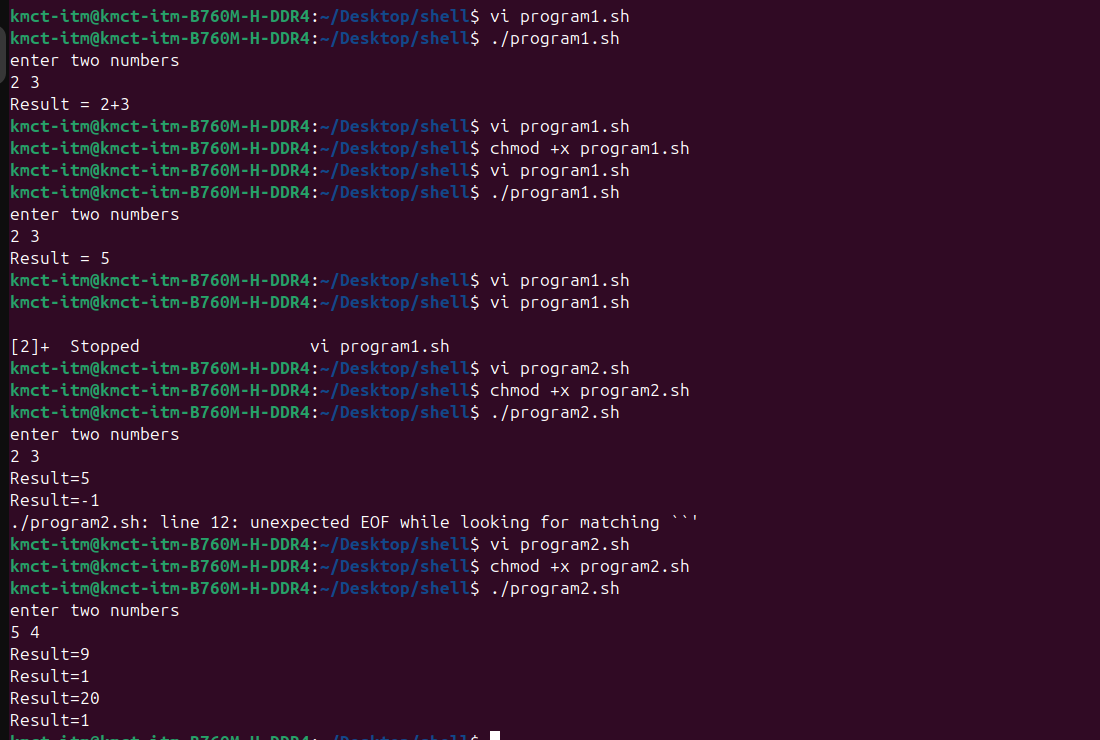 kmct-itm@kmct-itm-B760M-H-DDR4:~/Desktop/shell$ vi program1.sh
kmct-itm@kmct-itm-B760M-H-DDR4:~/Desktop/shell$ ./program1.sh
enter two numbers
2 3
Result = 2+3
kmct-itm@kmct-itm-B760M-H-DDR4:~/Desktop/shell$ vi program1.sh
kmct-itm@kmct-itm-B760M-H-DDR4:~/Desktop/shell$ chmod +x program1.sh
kmct-itm@kmct-itm-B760M-H-DDR4:~/Desktop/shell$ vi program1.sh
kmct-itm@kmct-itm-B760M-H-DDR4:~/Desktop/shell$ ./program1.sh
enter two numbers
2 3
Result = 5
kmct-itm@kmct-itm-B760M-H-DDR4:~/Desktop/shell$ vi program1.sh
kmct-itm@kmct-itm-B760M-H-DDR4:~/Desktop/shell$ vi program1.sh
[2]+  Stopped                 vi program1.sh
kmct-itm@kmct-itm-B760M-H-DDR4:~/Desktop/shell$ vi program2.sh
kmct-itm@kmct-itm-B760M-H-DDR4:~/Desktop/shell$ chmod +x program2.sh
kmct-itm@kmct-itm-B760M-H-DDR4:~/Desktop/shell$ ./program2.sh
enter two numbers
2 3
Result=5
Result=-1
./program2.sh: line 12: unexpected EOF while looking for matching ``'
kmct-itm@kmct-itm-B760M-H-DDR4:~/Desktop/shell$ vi program2.sh
kmct-itm@kmct-itm-B760M-H-DDR4:~/Desktop/shell$ chmod +x program2.sh
kmct-itm@kmct-itm-B760M-H-DDR4:~/Desktop/shell$ ./program2.sh
enter two numbers
5 4
Result=9
Result=1
Result=20
Result=1
kmct-itm@kmct-itm-B760M-H-DDR4:~/Desktop/shell$